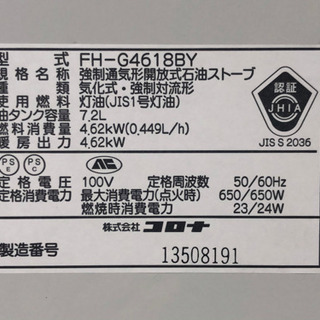 型式 FH-G4618BY
規格名称 強制通気形開放式石油ストーブ
種類 気化式・強制対流形
使用燃料 灯油(JIS1号灯油)
油タンク容量 7.2L
燃料消費量 4.62kW(0.449L/h)
暖房出力 4.62kW
認証
JHIA
JIS S 2036
PS C
PS E
定格電圧 100V 定格周波数 50/60Hz
定格消費電力 最大消費電力(点火時) 650/650W
燃焼時消費電力 23/24W
株式会社コロナ
製造番号 13508191